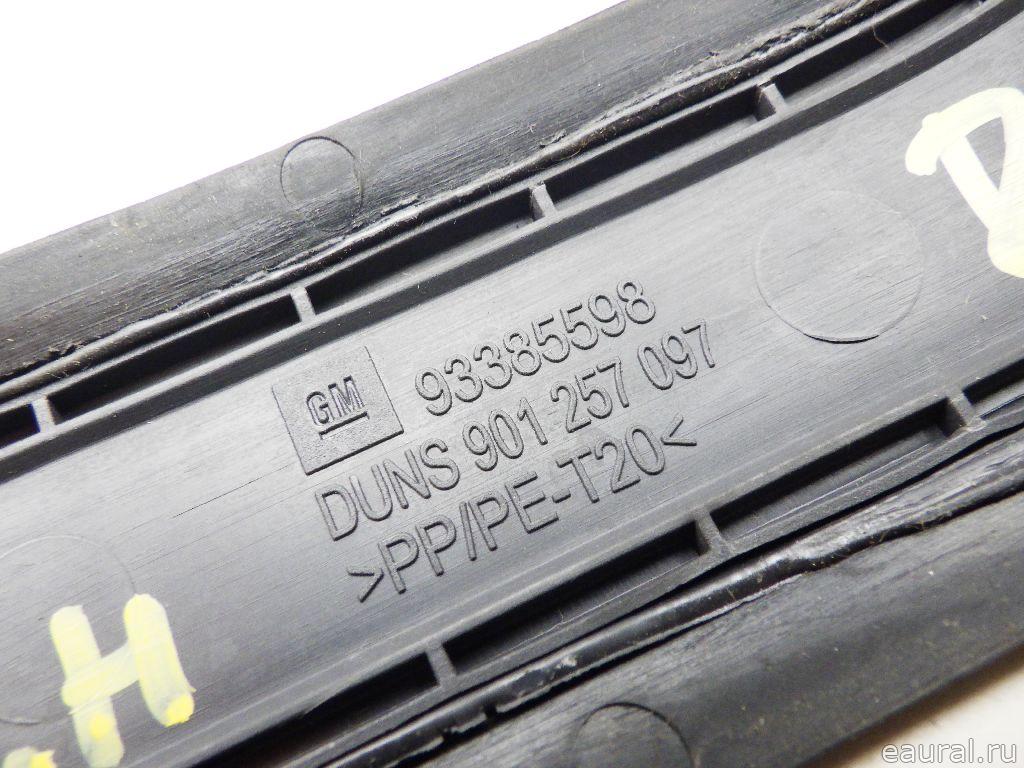 GM
93385598
DUNS 901 257 097
>PP/PE-T20<
H
eaural.ru